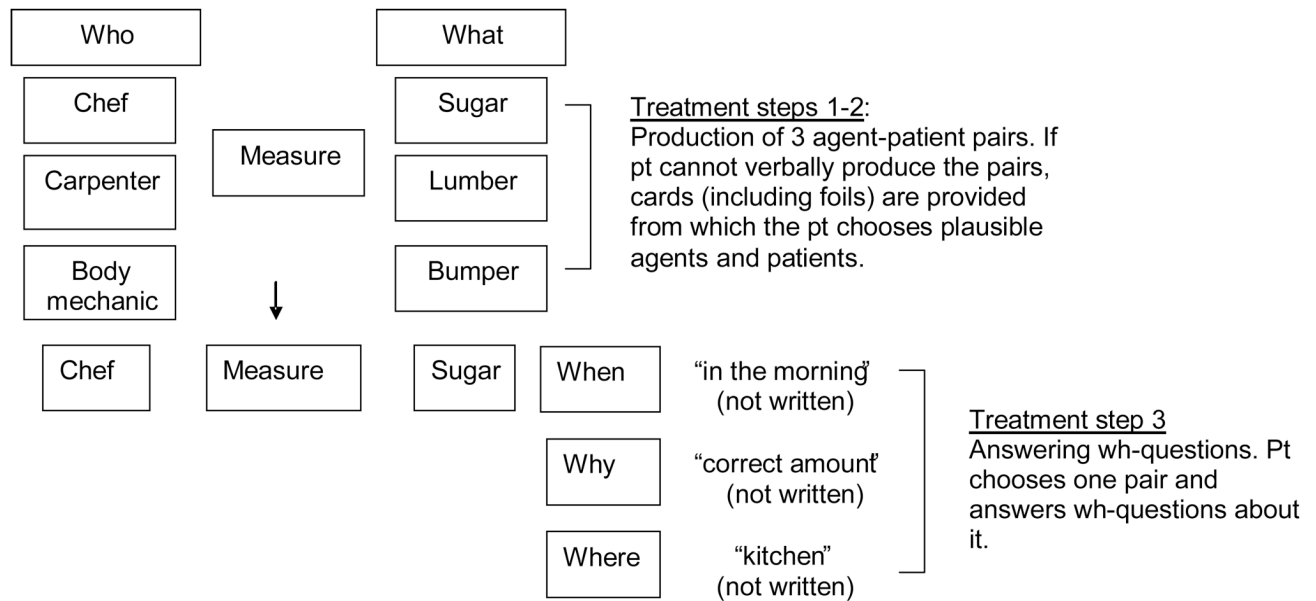 Who
What
Chef
Sugar
Measure
Carpenter
Lumber
Body
mechanic
Bumper
Treatment steps 1-2:
Production of 3 agent-patient pairs. If
pt cannot verbally produce the pairs,
cards (including foils) are provided
from which the pt chooses plausible
agents and patients.
Chef
Measure
Sugar
When
“in the morning”
(not written)
Why
“correct amount”
(not written)
Where
“kitchen”
(not written)
Treatment step 3
Answering wh-questions. Pt
chooses one pair and
answers wh-questions about
it.